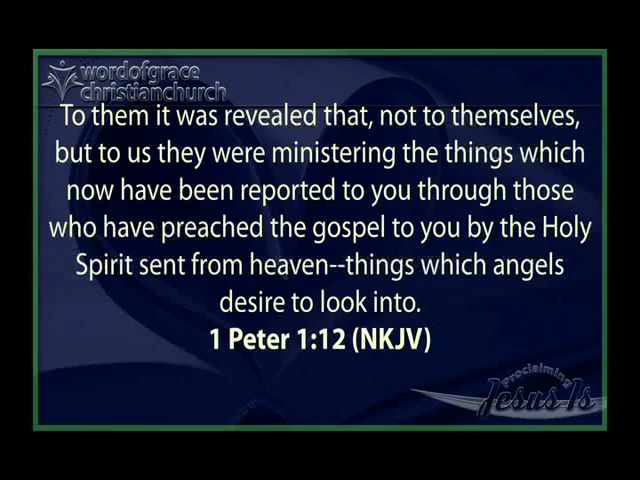 wordofgrace
christianchurch
To them it was revealed that, not to themselves,
but to us they were ministering the things which
now have been reported to you through those
who have preached the gospel to you by the Holy
Spirit sent from heaven--things which angels
desire to look into.
1 Peter 1:12 (NKJV)
Proclaiming
Jesus Is